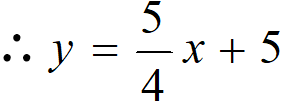 ∴ y = 5/4 x + 5